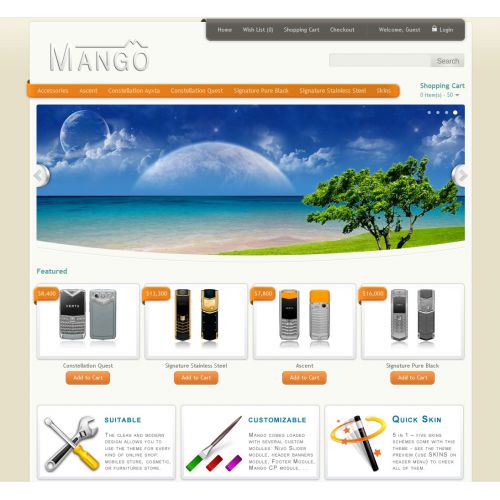 Home Wish List (0) Shopping Cart Checkout Welcome, Guest Login
MANGO
Search
Accessories Ascent Constellation Ayxta Constellation Quest Signature Pure Black Signature Stainless Steel Skins
Shopping Cart
0 Item(s) - $0
Featured
$8,400
$12,300
$7,800
$16,000
VERTU
Constellation Quest
Signature Stainless Steel
Ascent
Signature Pure Black
Add to Cart
Add to Cart
Add to Cart
Add to Cart
SUITABLE
THE CLEAN AND MODERN
DESIGN ALLOWS YOU TO
USE THE THEME FOR EVERY
KIND OF ONLINE SHOP:
MOBILES STORE, COSMETIC,
OR FURNITURES STORE.
CUSTOMIZABLE
MANGO COMES LOADED
WITH SEVERAL CUSTOM
MODULES: NIVO SLIDER
MODULE, HEADER BANNERS
MODULE, FOOTER MODULE,
MANGO CP MODULE, ...
QUICK SKIN
5 IN 1 – FIVE SKINS
SCHEMES COME WITH THIS
THEME – SEE THE THEME
PREVIEW (USE SKINS ON
HEADER MENU) TO CHECK
ALL OF THEM.